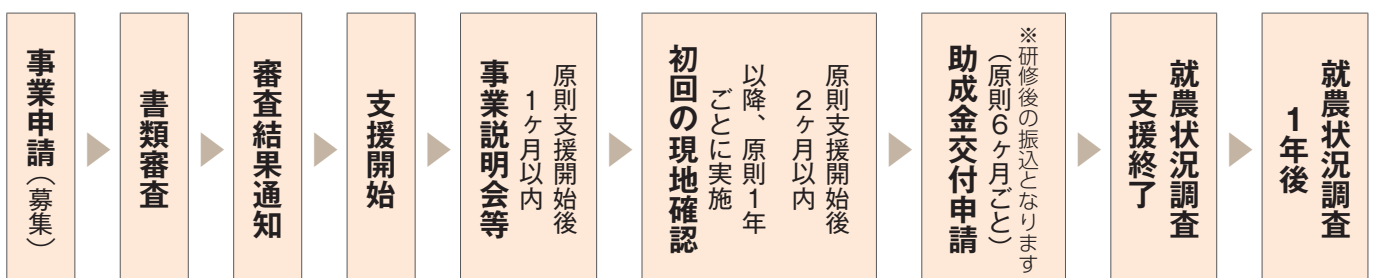 事業申請（募集）
書類審査
審査結果通知
支援開始
原則支援開始後
1ヶ月以内
事業説明会等
原則支援開始後
2ヶ月以内
以降、原則1年
ごとに実施
初回の現地確認
※研修後の振込となります
（原則6ヶ月ごと）
助成金交付申請
就農状況調査
支援終了
就農状況調査
1年後